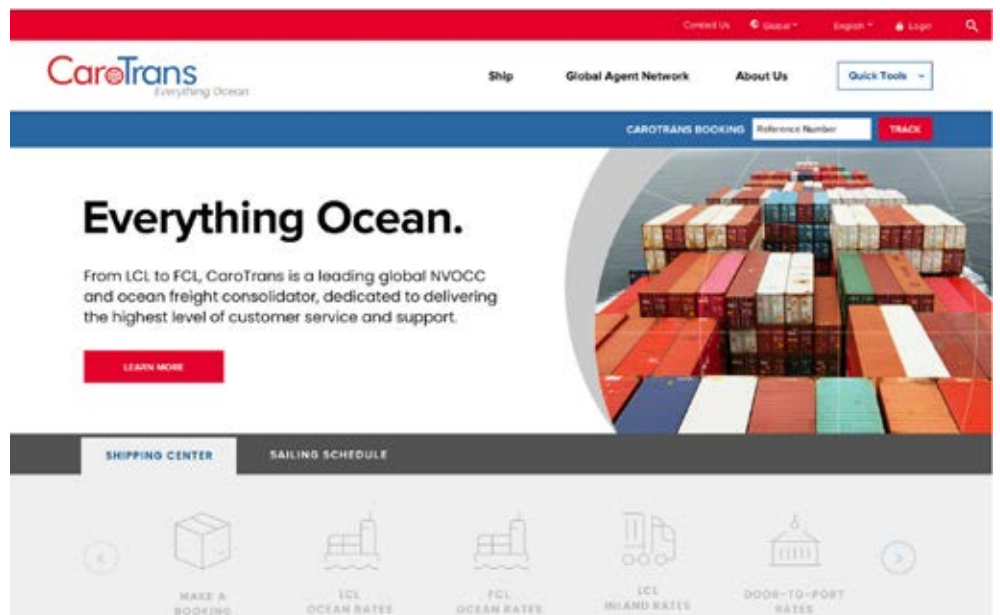 Contact Us Global English Login
CaroTrans
Everything Ocean
Ship Global Agent Network About Us Quick Tools
CAROTRANS BOOKING Reference Number TRACK
Everything Ocean.
From LCL to FCL, CaroTrans is a leading global NVOCC
and ocean freight consolidator, dedicated to delivering
the highest level of customer service and support.
LEARN MORE
SHIPPING CENTER SAILING SCHEDULE
MAKE A LCL FCL LCL DOOR-TO-PORT
BOOKING OCEAN RATES OCEAN RATES INLAND RATES RATES